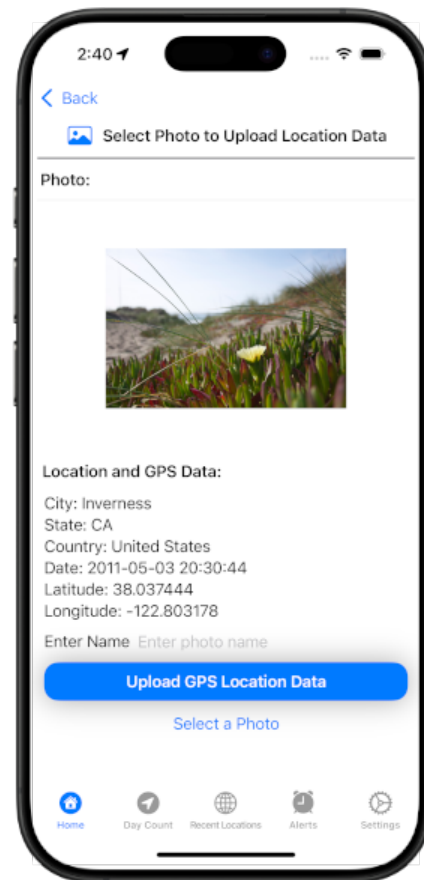 2:40
Back
Select Photo to Upload Location Data
Photo:
Location and GPS Data:
City: Inverness
State: CA
Country: United States
Date: 2011-05-03 20:30:44
Latitude: 38.037444
Longitude: -122.803178
Enter Name Enter photo name
Upload GPS Location Data
Select a Photo
Home Day Count Recent Locations Alerts Settings